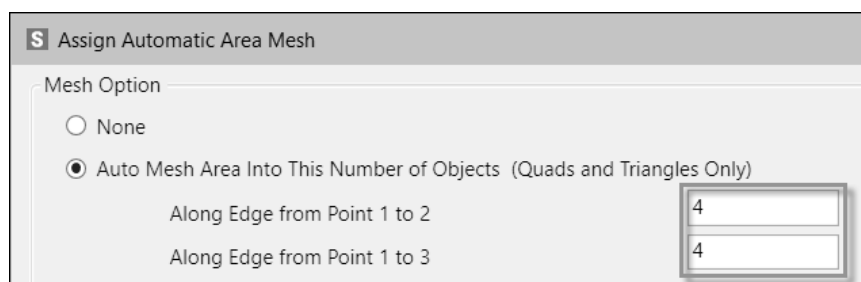 S Assign Automatic Area Mesh
Mesh Option
None
Auto Mesh Area Into This Number of Objects (Quads and Triangles Only)
Along Edge from Point 1 to 2 4
Along Edge from Point 1 to 3 4